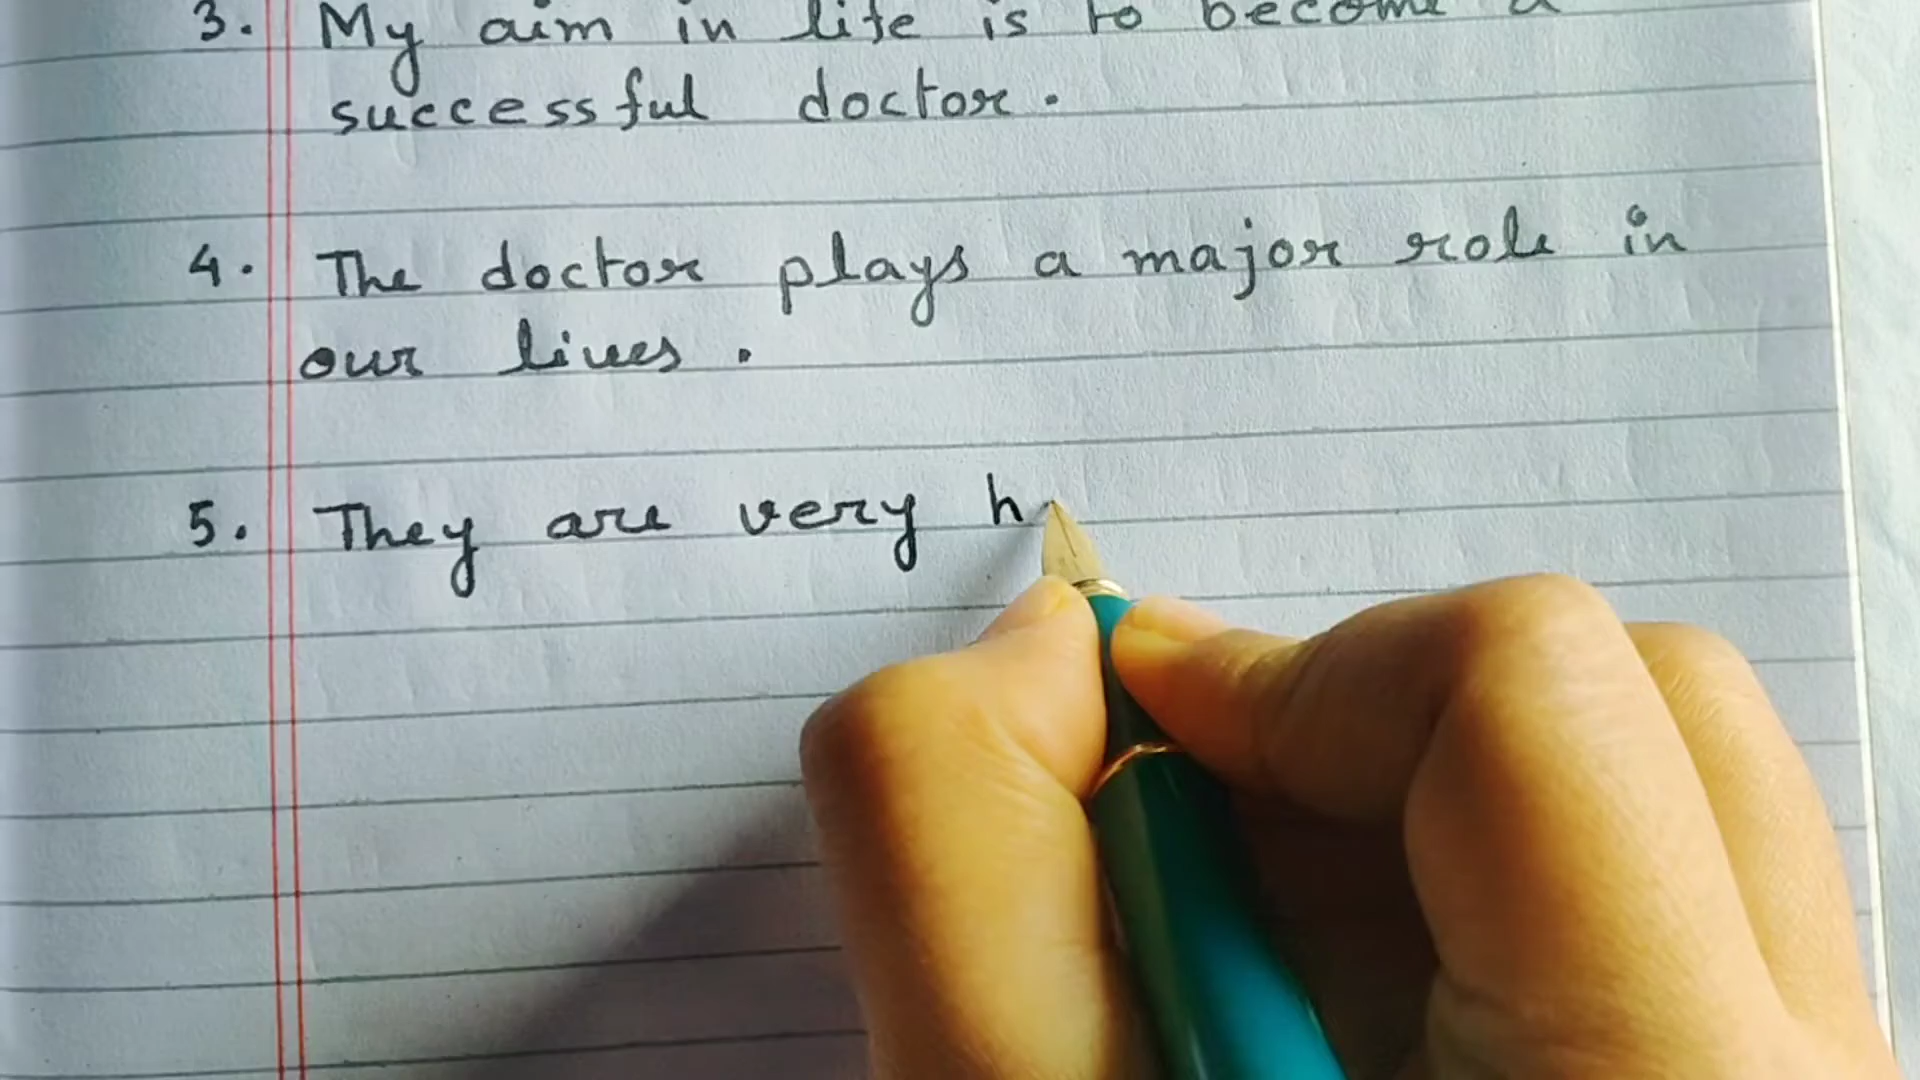 3. My aim in life is to become a
successful doctor.
4. The doctor plays a major role in
our lives.
5. They are very h